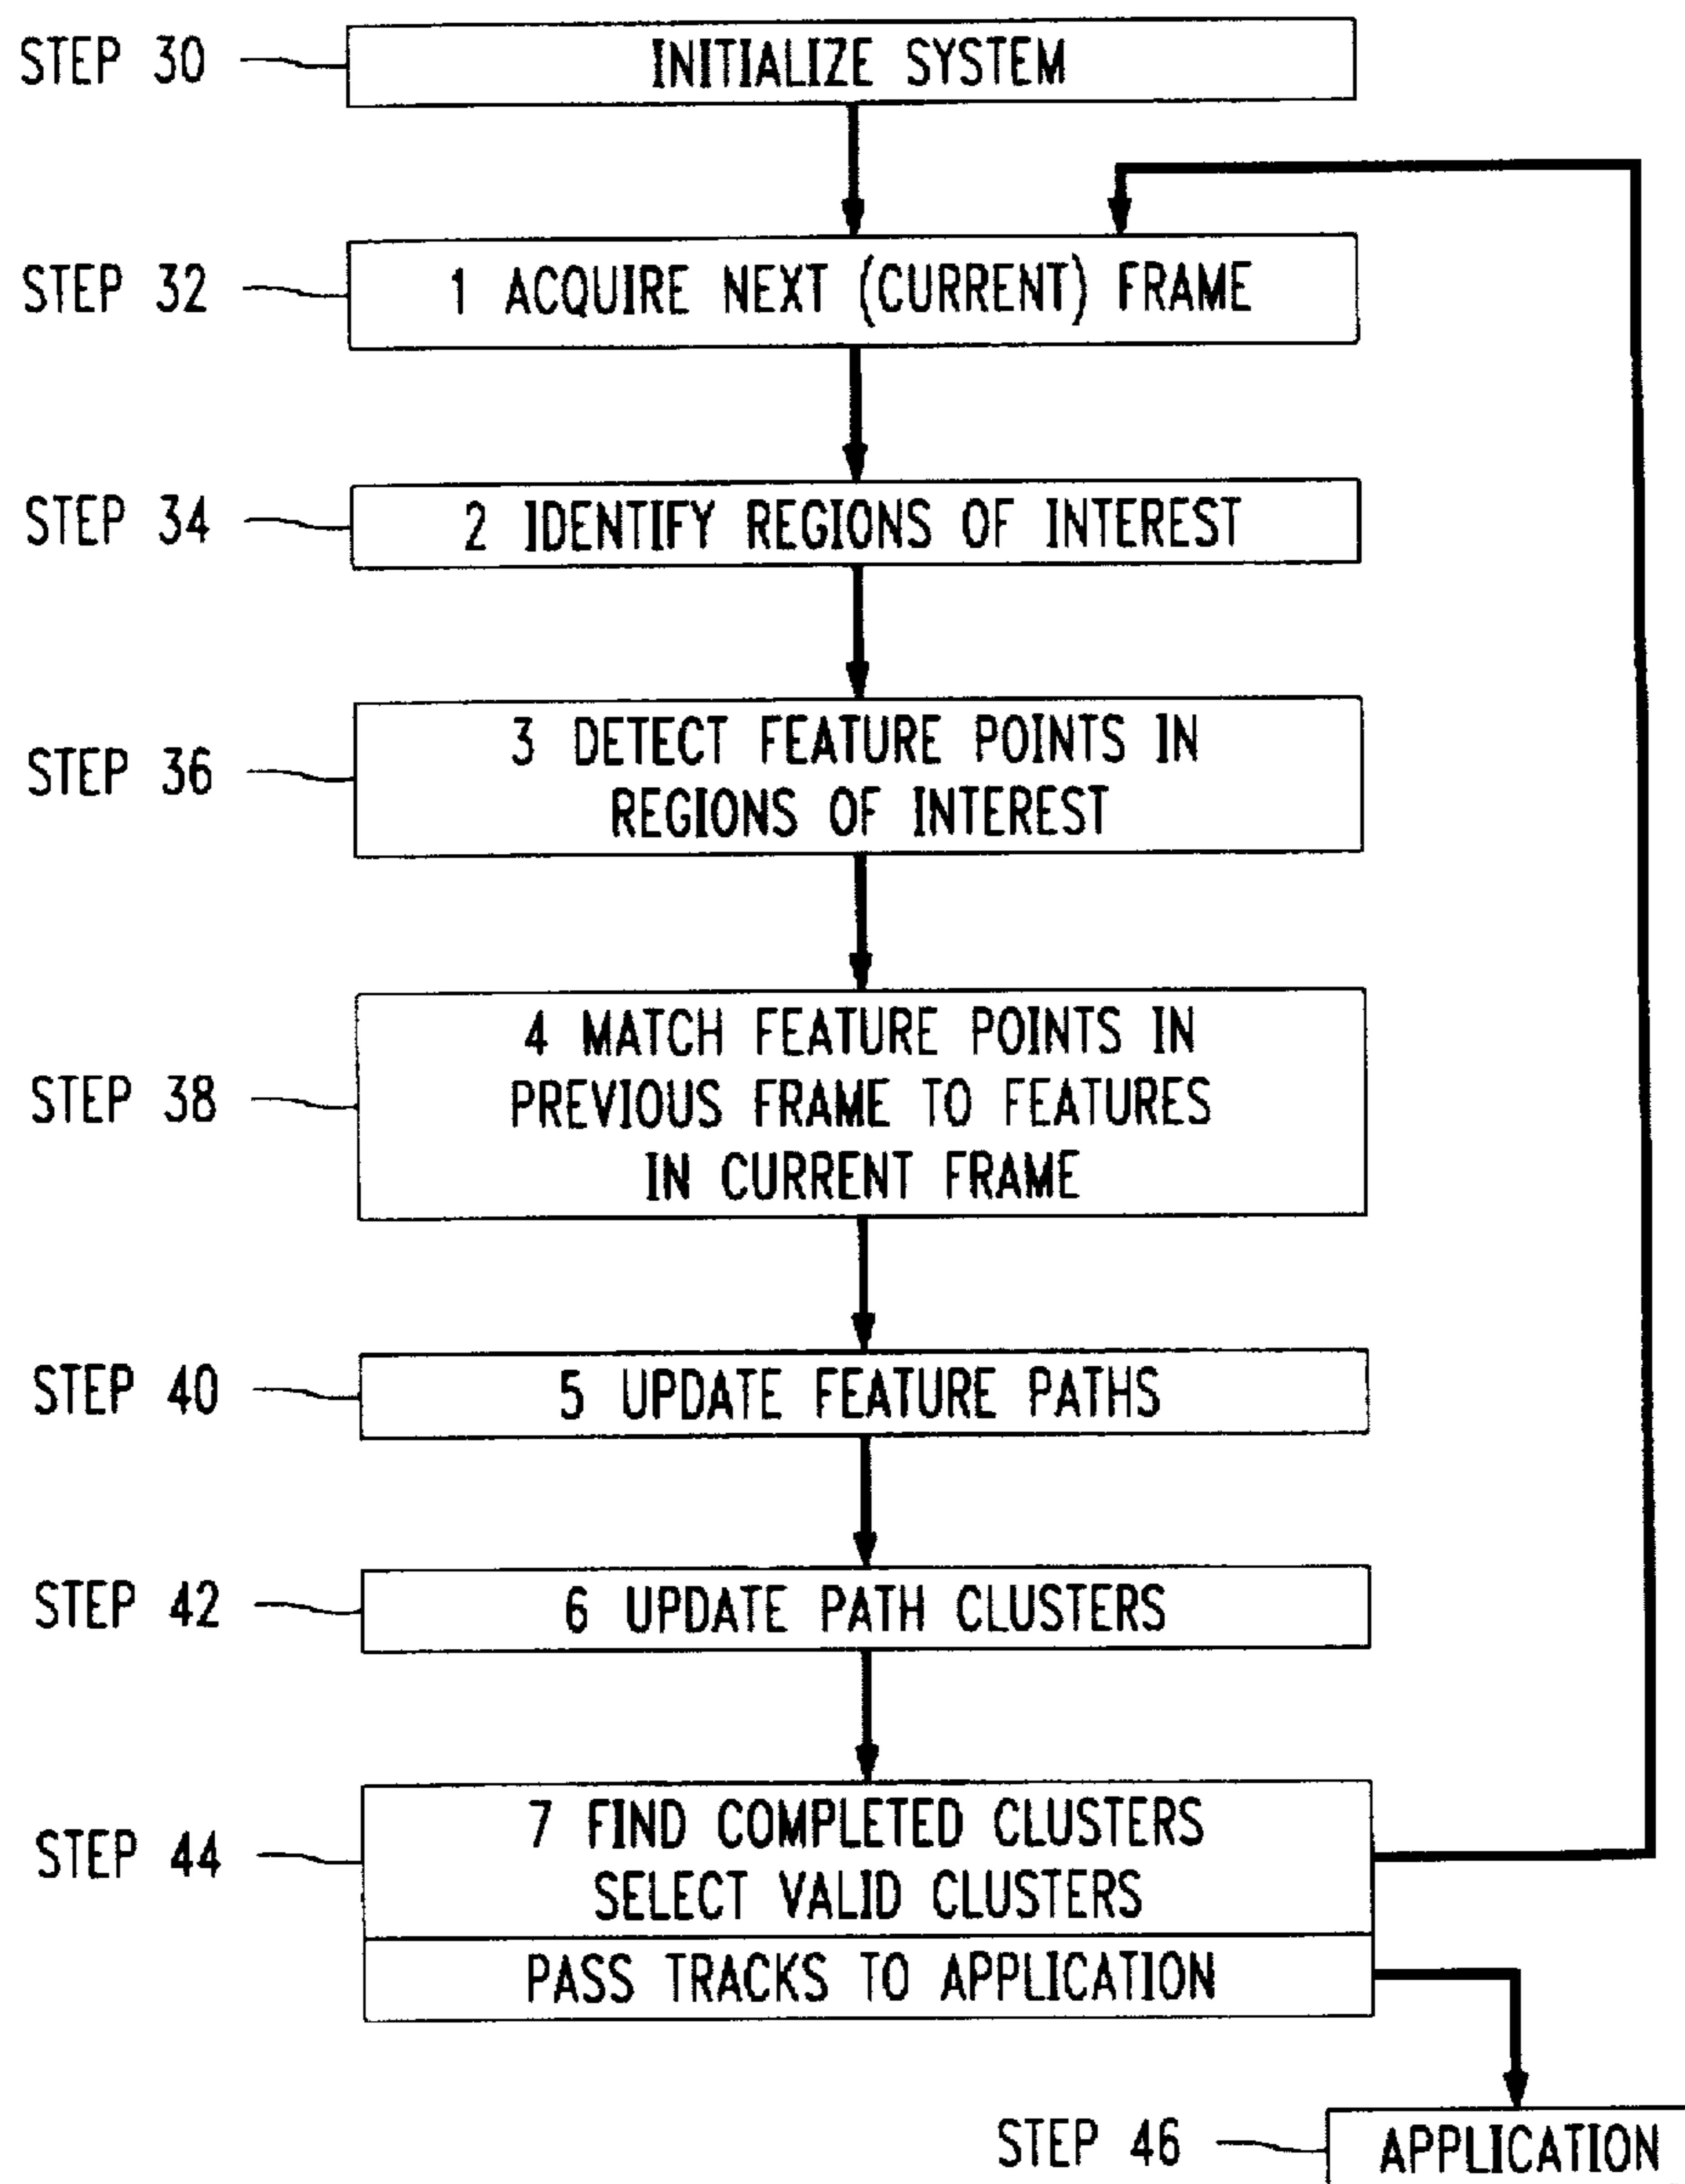 STEP 30
INITIALIZE SYSTEM
STEP 32
1 ACQUIRE NEXT (CURRENT) FRAME
STEP 34
2 IDENTIFY REGIONS OF INTEREST
STEP 36
3 DETECT FEATURE POINTS IN
REGIONS OF INTEREST
STEP 38
4 MATCH FEATURE POINTS IN
PREVIOUS FRAME TO FEATURES
IN CURRENT FRAME
STEP 40
5 UPDATE FEATURE PATHS
STEP 42
6 UPDATE PATH CLUSTERS
STEP 44
7 FIND COMPLETED CLUSTERS
SELECT VALID CLUSTERS
PASS TRACKS TO APPLICATION
STEP 46
APPLICATION